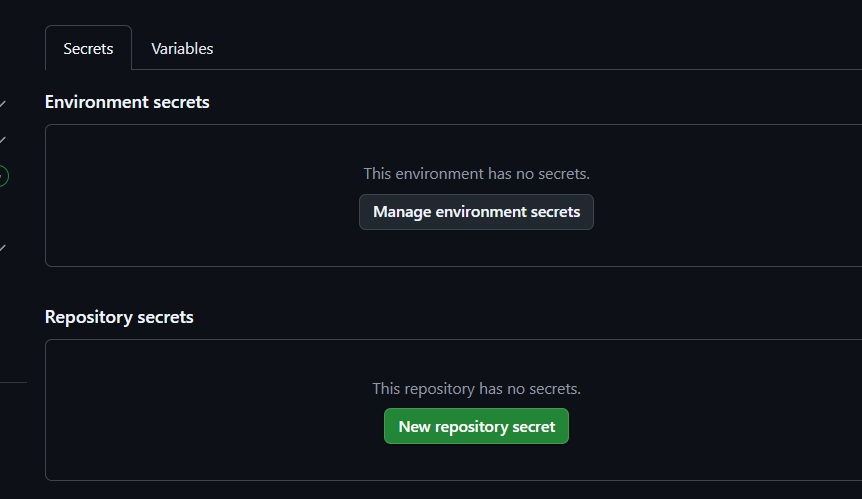 Secrets
Variables
Environment secrets
This environment has no secrets.
Manage environment secrets
Repository secrets
This repository has no secrets.
New repository secret